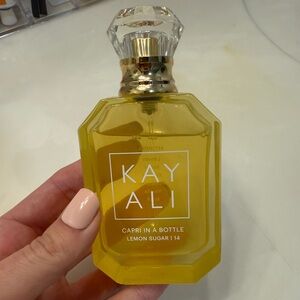 KAY
ALI
CAPRI IN A BOTTLE
LEMON SUGAR | 14